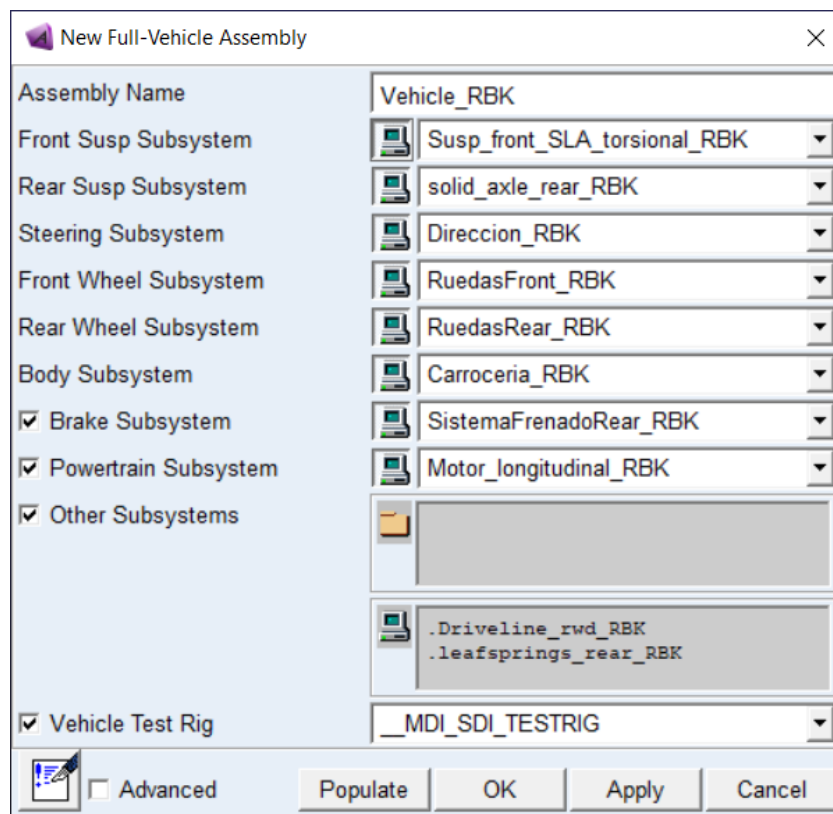 New Full-Vehicle Assembly
Assembly Name Vehicle_RBK
Front Susp Subsystem Susp_front_SLA_torsional_RBK
Rear Susp Subsystem solid_axle_rear_RBK
Steering Subsystem Direccion_RBK
Front Wheel Subsystem RuedasFront_RBK
Rear Wheel Subsystem RuedasRear_RBK
Body Subsystem Carroceria_RBK
Brake Subsystem SistemaFrenadoRear_RBK
Powertrain Subsystem Motor_longitudinal_RBK
Other Subsystems
.Driveline_rwd_RBK
.leafsprings_rear_RBK
Vehicle Test Rig __MDI_SDI_TESTRIG
Advanced Populate OK Apply Cancel